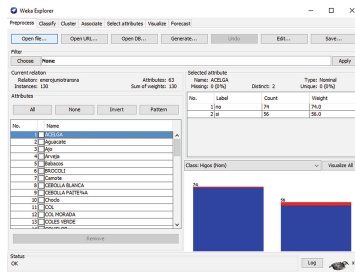 Weka Explorer
Preprocess Classify Cluster Associate Select attributes Visualize Forecast
Open file... Open URL... Open DB... Generate... Undo Edit... Save...
Filter
Choose None Apply
Current relation
Relation: enerojunotransna Attributes: 63
Instances: 130 Sum of weights: 130
Selected attribute
Name: ACELGA Type: Nominal
Missing: 0 (0%) Distinct: 2 Unique: 0 (0%)
No. Label Count Weight
1 no 74 74.0
2 si 56 56.0
Attributes
All None Invert Pattern
No. Name
1 ACELGA
2 Aguacate
3 Ajo
4 Arveja
5 Babacos
6 BROCOLI
7 Camote
8 CEBOLLA BLANCA
9 CEBOLLA PAITEÑA
10 Choclo
11 COL
12 COL MORADA
13 COLES VERDE
Remove
Class: Higos (Nom) Visualize All
74
56
Status
OK
Log x